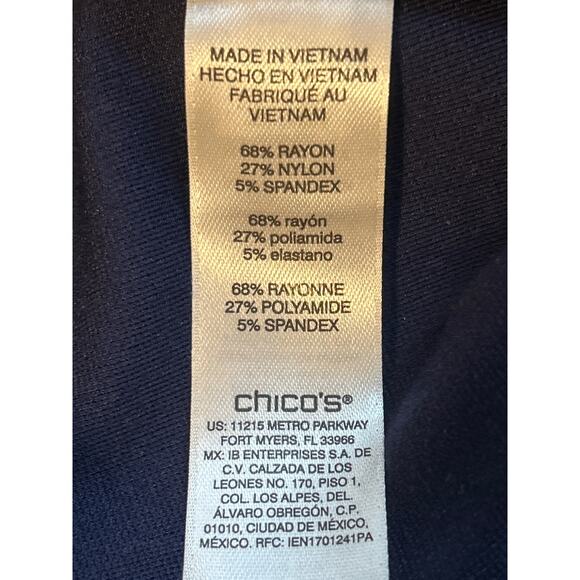 MADE IN VIETNAM
HECHO EN VIETNAM
FABRIQUÉ AU
VIETNAM
68% RAYON
27% NYLON
5% SPANDEX
68% rayón
27% poliamida
5% elastano
68% RAYONNE
27% POLYAMIDE
5% SPANDEX
chico's®
US: 11215 METRO PARKWAY
FORT MYERS, FL 33966
MX: IB ENTERPRISES S.A. DE
C.V. CALZADA DE LOS
LEONES NO. 170, PISO 1,
COL. LOS ALPES, DEL.
ÁLVARO OBREGÓN, C.P.
01010, CIUDAD DE MÉXICO,
MÉXICO. RFC: IEN1701241PA